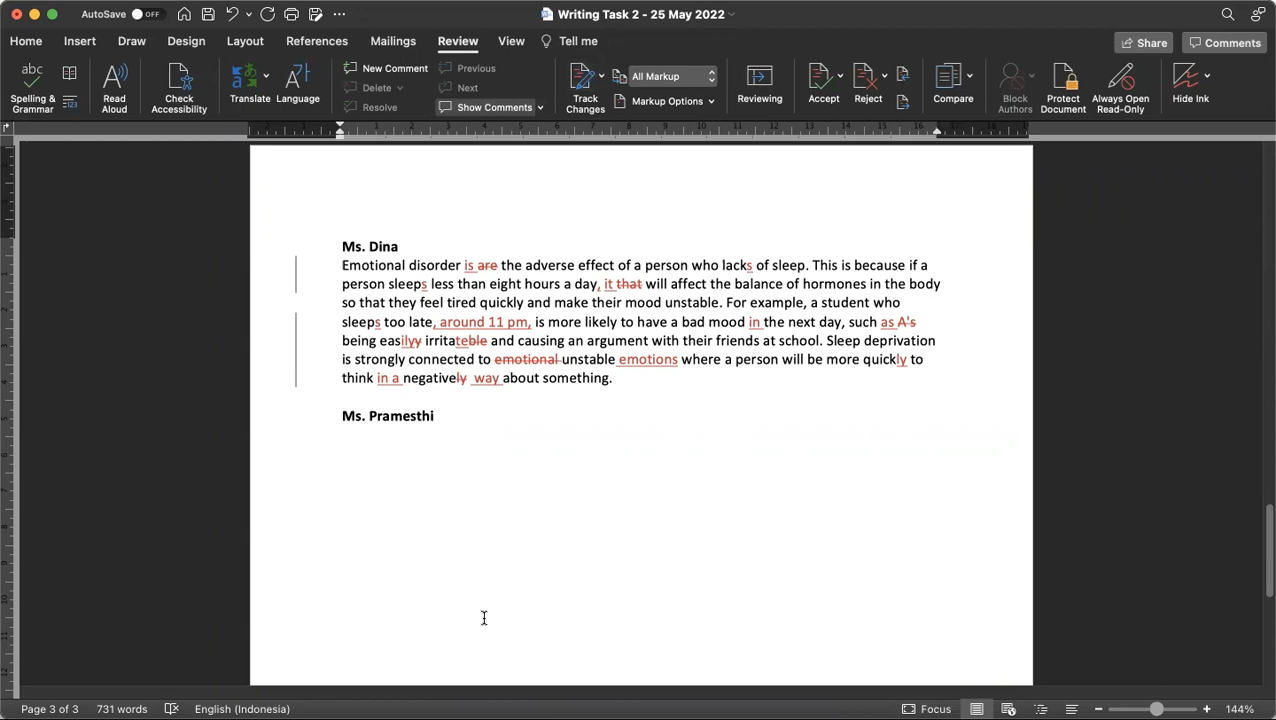 AutoSave OFF Writing Task 2 - 25 May 2022
Home Insert Draw Design Layout References Mailings Review View Tell me Share Comments
Spelling & Grammar
Read Aloud
Check Accessibility
Translate
Language
New Comment
Delete
Resolve
Previous
Next
Show Comments
Track Changes
All Markup
Markup Options
Reviewing
Accept
Reject
Compare
Block Authors
Protect Document
Always Open Read-Only
Hide Ink
Ms. Dina
Emotional disorder is are the adverse effect of a person who lacks of sleep. This is because if a
person sleeps less than eight hours a day, it that will affect the balance of hormones in the body
so that they feel tired quickly and make their mood unstable. For example, a student who
sleeps too late, around 11 pm, is more likely to have a bad mood in the next day, such as A's
being easilyy irritateble and causing an argument with their friends at school. Sleep deprivation
is strongly connected to emotional unstable emotions where a person will be more quickly to
think in a negatively way about something.
Ms. Pramesthi
Page 3 of 3 731 words English (Indonesia) Focus 144%